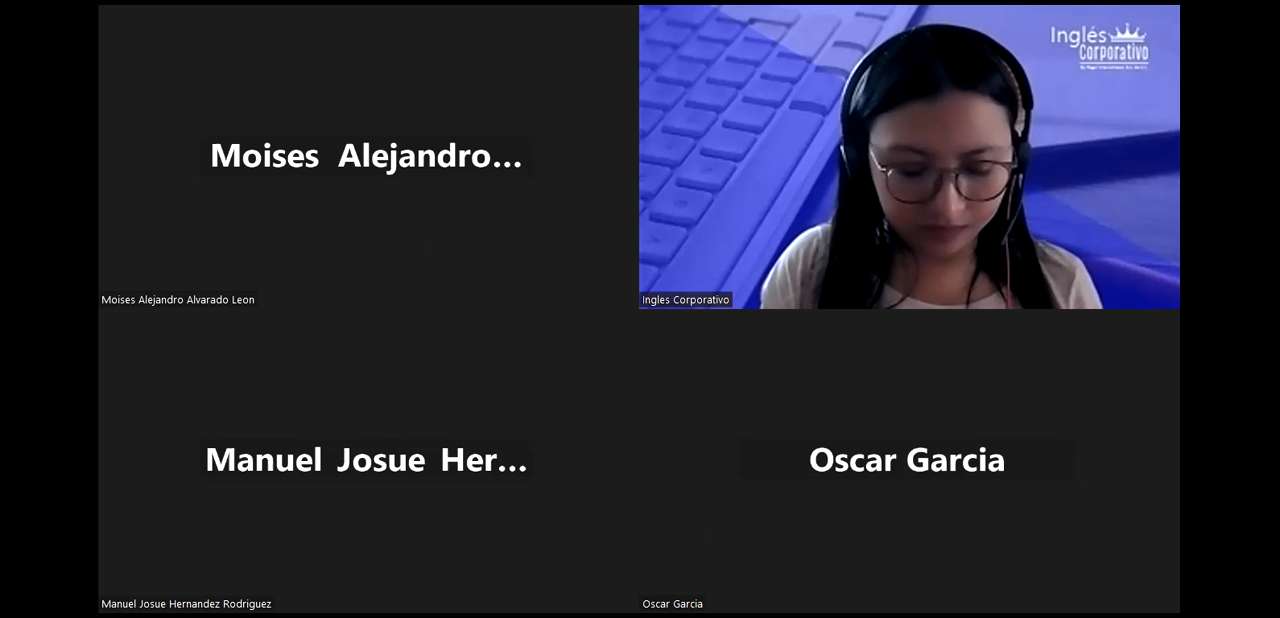 Moises Alejandro...
Moises Alejandro Alvarado Leon
Inglés
Corporativo
Ingles Corporativo
Manuel Josue Her...
Manuel Josue Hernandez Rodriguez
Oscar Garcia
Oscar Garcia